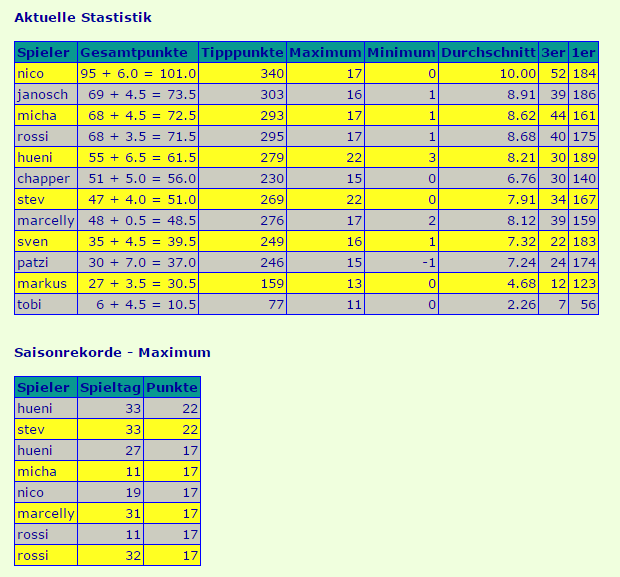 Aktuelle Stastistik
Spieler Gesamtpunkte Tipppunkte Maximum Minimum Durchschnitt 3er 1er
nico 95 + 6.0 = 101.0 340 17 0 10.00 52 184
janosch 69 + 4.5 = 73.5 303 16 1 8.91 39 186
micha 68 + 4.5 = 72.5 293 17 1 8.62 44 161
rossi 68 + 3.5 = 71.5 295 17 1 8.68 40 175
hueni 55 + 6.5 = 61.5 279 22 3 8.21 30 189
chapper 51 + 5.0 = 56.0 230 15 0 6.76 30 140
stev 47 + 4.0 = 51.0 269 22 0 7.91 34 167
marcelly 48 + 0.5 = 48.5 276 17 2 8.12 39 159
sven 35 + 4.5 = 39.5 249 16 1 7.32 22 183
patzi 30 + 7.0 = 37.0 246 15 -1 7.24 24 174
markus 27 + 3.5 = 30.5 159 13 0 4.68 12 123
tobi 6 + 4.5 = 10.5 77 11 0 2.26 7 56
Saisonrekorde - Maximum
Spieler Spieltag Punkte
hueni 33 22
stev 33 22
hueni 27 17
micha 11 17
nico 19 17
marcelly 31 17
rossi 11 17
rossi 32 17